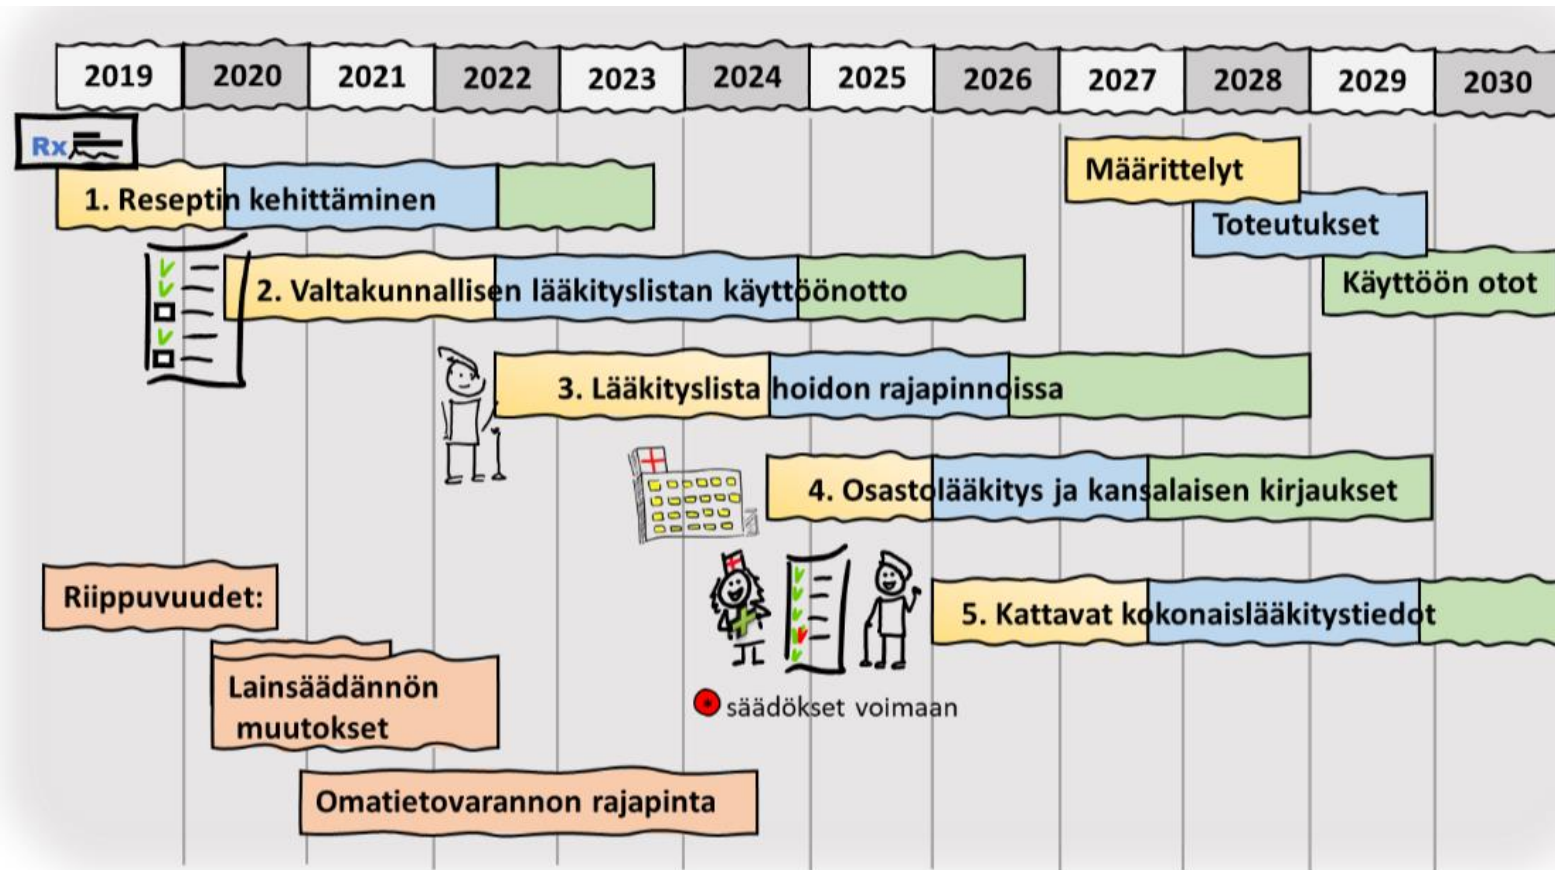 2019 2020 2021 2022 2023 2024 2025 2026 2027 2028 2029 2030
Rx
1. Reseptin kehittäminen
Määrittelyt
Toteutukset
Käyttöön otot
2. Valtakunnallisen lääkityslistan käyttöönotto
3. Lääkityslista hoidon rajapinnoissa
4. Osastolääkitys ja kansalaisen kirjaukset
5. Kattavat kokonaislääkitystiedot
Riippuvuudet:
Lainsäädännön
muutokset
säädökset voimaan
Omatietovarannon rajapinta